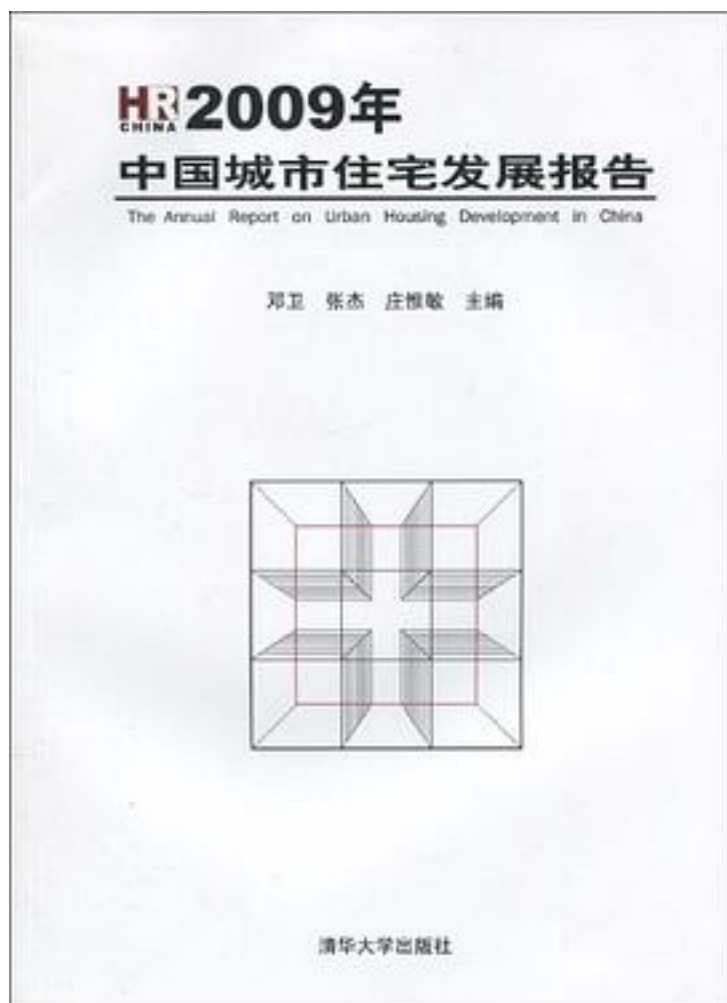 HR 2009年
CHINA
中国城市住宅发展报告
The Annual Report on Urban Housing Development in China
邓卫 张杰 庄惟敏 主编
清华大学出版社